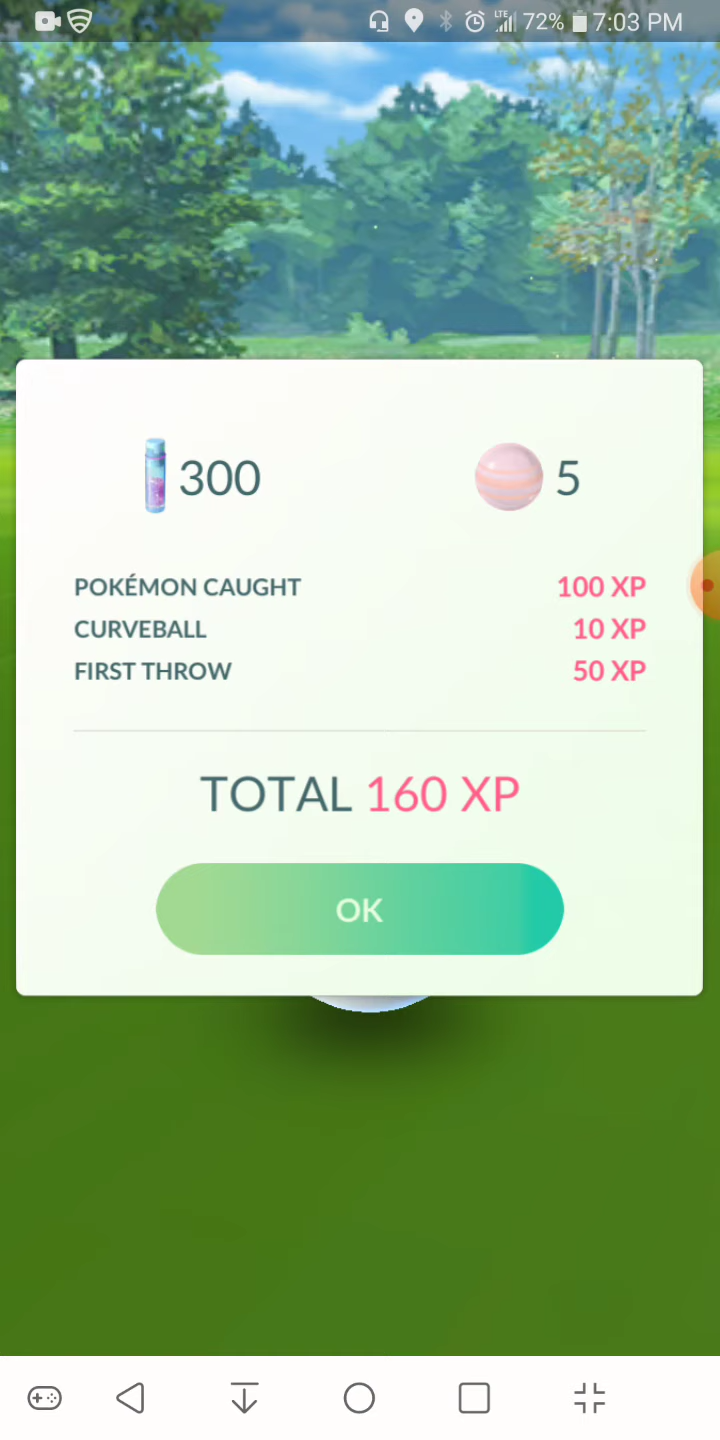 LTE 72% 7:03 PM
300 5
POKÉMON CAUGHT 100 XP
CURVEBALL 10 XP
FIRST THROW 50 XP
TOTAL 160 XP
OK